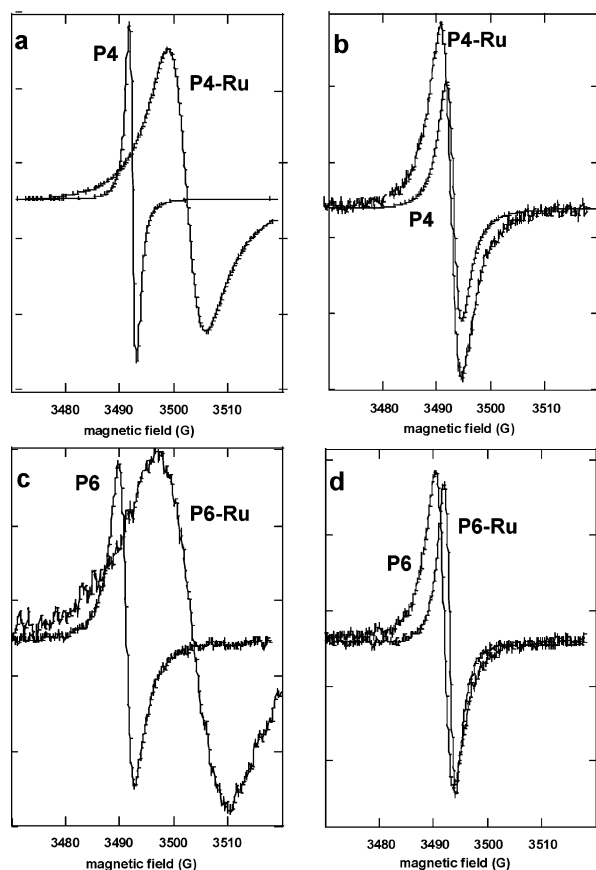 a
P4
P4-Ru
3480 3490 3500 3510
magnetic field (G)
b
P4-Ru
P4
3480 3490 3500 3510
magnetic field (G)
c
P6
P6-Ru
3480 3490 3500 3510
magnetic field (G)
d
P6
P6-Ru
3480 3490 3500 3510
magnetic field (G)